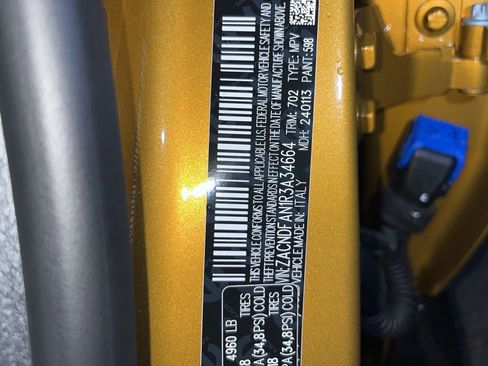 THIS VEHICLE CONFORMS TO ALL APPLICABLE U.S. FEDERAL MOTOR VEHICLE SAFETY AND
THEFT PREVENTION STANDARDS IN EFFECT ON THE DATE OF MANUFACTURE SHOWN ABOVE.
VIN: ZACNDFAN1R3A34664 TRIM: 702 TYPE: MPV
VEHICLE MADE IN: ITALY MDH: 240113 PAINT: 598
4960 LB
TIRES
(34,8PSI) COLD
TIRES
(34,8PSI) COLD